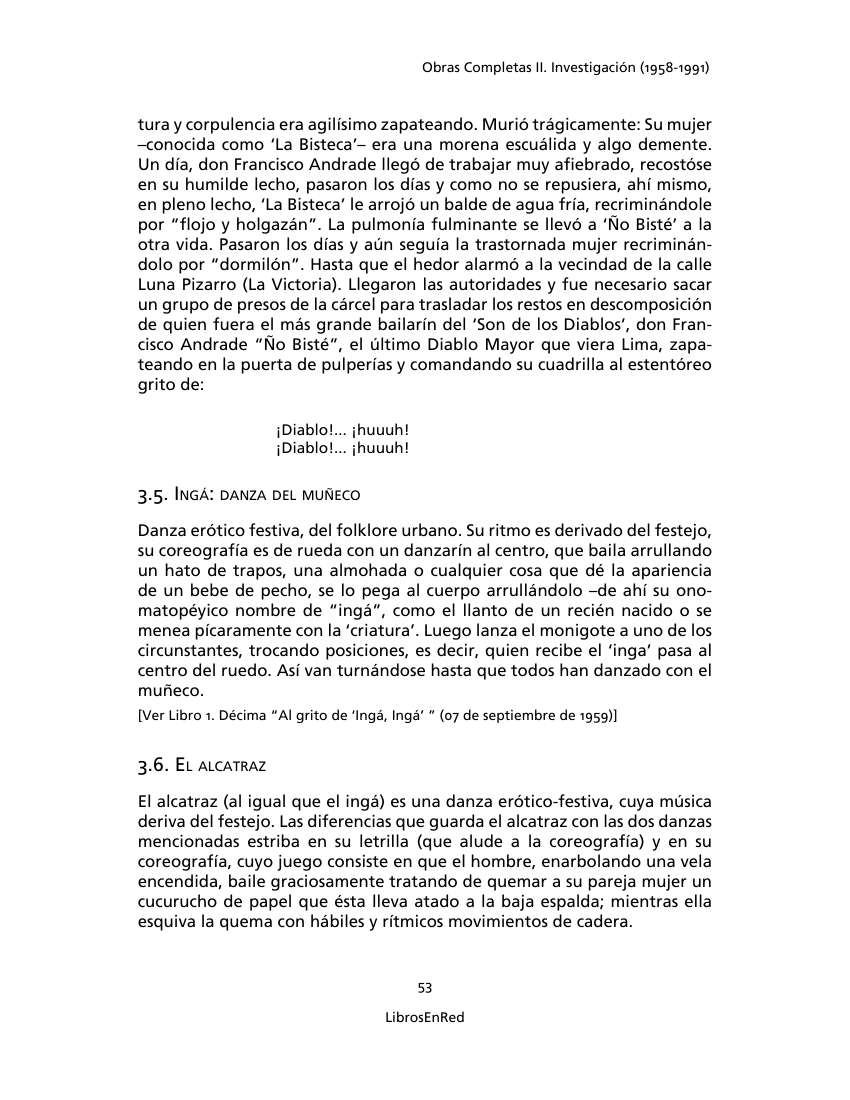 Obras Completas II. Investigación (1958-1991)
tura y corpulencia era agilísimo zapateando. Murió trágicamente: Su mujer
–conocida como ‘La Bisteca’– era una morena escuálida y algo demente.
Un día, don Francisco Andrade llegó de trabajar muy afiebrado, recostóse
en su humilde lecho, pasaron los días y como no se repusiera, ahí mismo,
en pleno lecho, ‘La Bisteca’ le arrojó un balde de agua fría, recriminándole
por “flojo y holgazán”. La pulmonía fulminante se llevó a ‘Ño Bisté’ a la
otra vida. Pasaron los días y aún seguía la trastornada mujer recriminán-
dolo por “dormilón”. Hasta que el hedor alarmó a la vecindad de la calle
Luna Pizarro (La Victoria). Llegaron las autoridades y fue necesario sacar
un grupo de presos de la cárcel para trasladar los restos en descomposición
de quien fuera el más grande bailarín del ‘Son de los Diablos’, don Fran-
cisco Andrade “Ño Bisté”, el último Diablo Mayor que viera Lima, zapa-
teando en la puerta de pulperías y comandando su cuadrilla al estentóreo
grito de:
¡Diablo!... ¡huuuh!
¡Diablo!... ¡huuuh!
3.5. Ingá: danza del muñeco
Danza erótico festiva, del folklore urbano. Su ritmo es derivado del festejo,
su coreografía es de rueda con un danzarín al centro, que baila arrullando
un hato de trapos, una almohada o cualquier cosa que dé la apariencia
de un bebe de pecho, se lo pega al cuerpo arrullándolo –de ahí su ono-
matopéyico nombre de “ingá”, como el llanto de un recién nacido o se
menea pícaramente con la ‘criatura’. Luego lanza el monigote a uno de los
circunstantes, trocando posiciones, es decir, quien recibe el ‘inga’ pasa al
centro del ruedo. Así van turnándose hasta que todos han danzado con el
muñeco.
[Ver Libro 1. Décima “Al grito de ‘Ingá, Ingá’ “ (07 de septiembre de 1959)]
3.6. El alcatraz
El alcatraz (al igual que el ingá) es una danza erótico-festiva, cuya música
deriva del festejo. Las diferencias que guarda el alcatraz con las dos danzas
mencionadas estriba en su letrilla (que alude a la coreografía) y en su
coreografía, cuyo juego consiste en que el hombre, enarbolando una vela
encendida, baile graciosamente tratando de quemar a su pareja mujer un
cucurucho de papel que ésta lleva atado a la baja espalda; mientras ella
esquiva la quema con hábiles y rítmicos movimientos de cadera.
53
LibrosEnRed